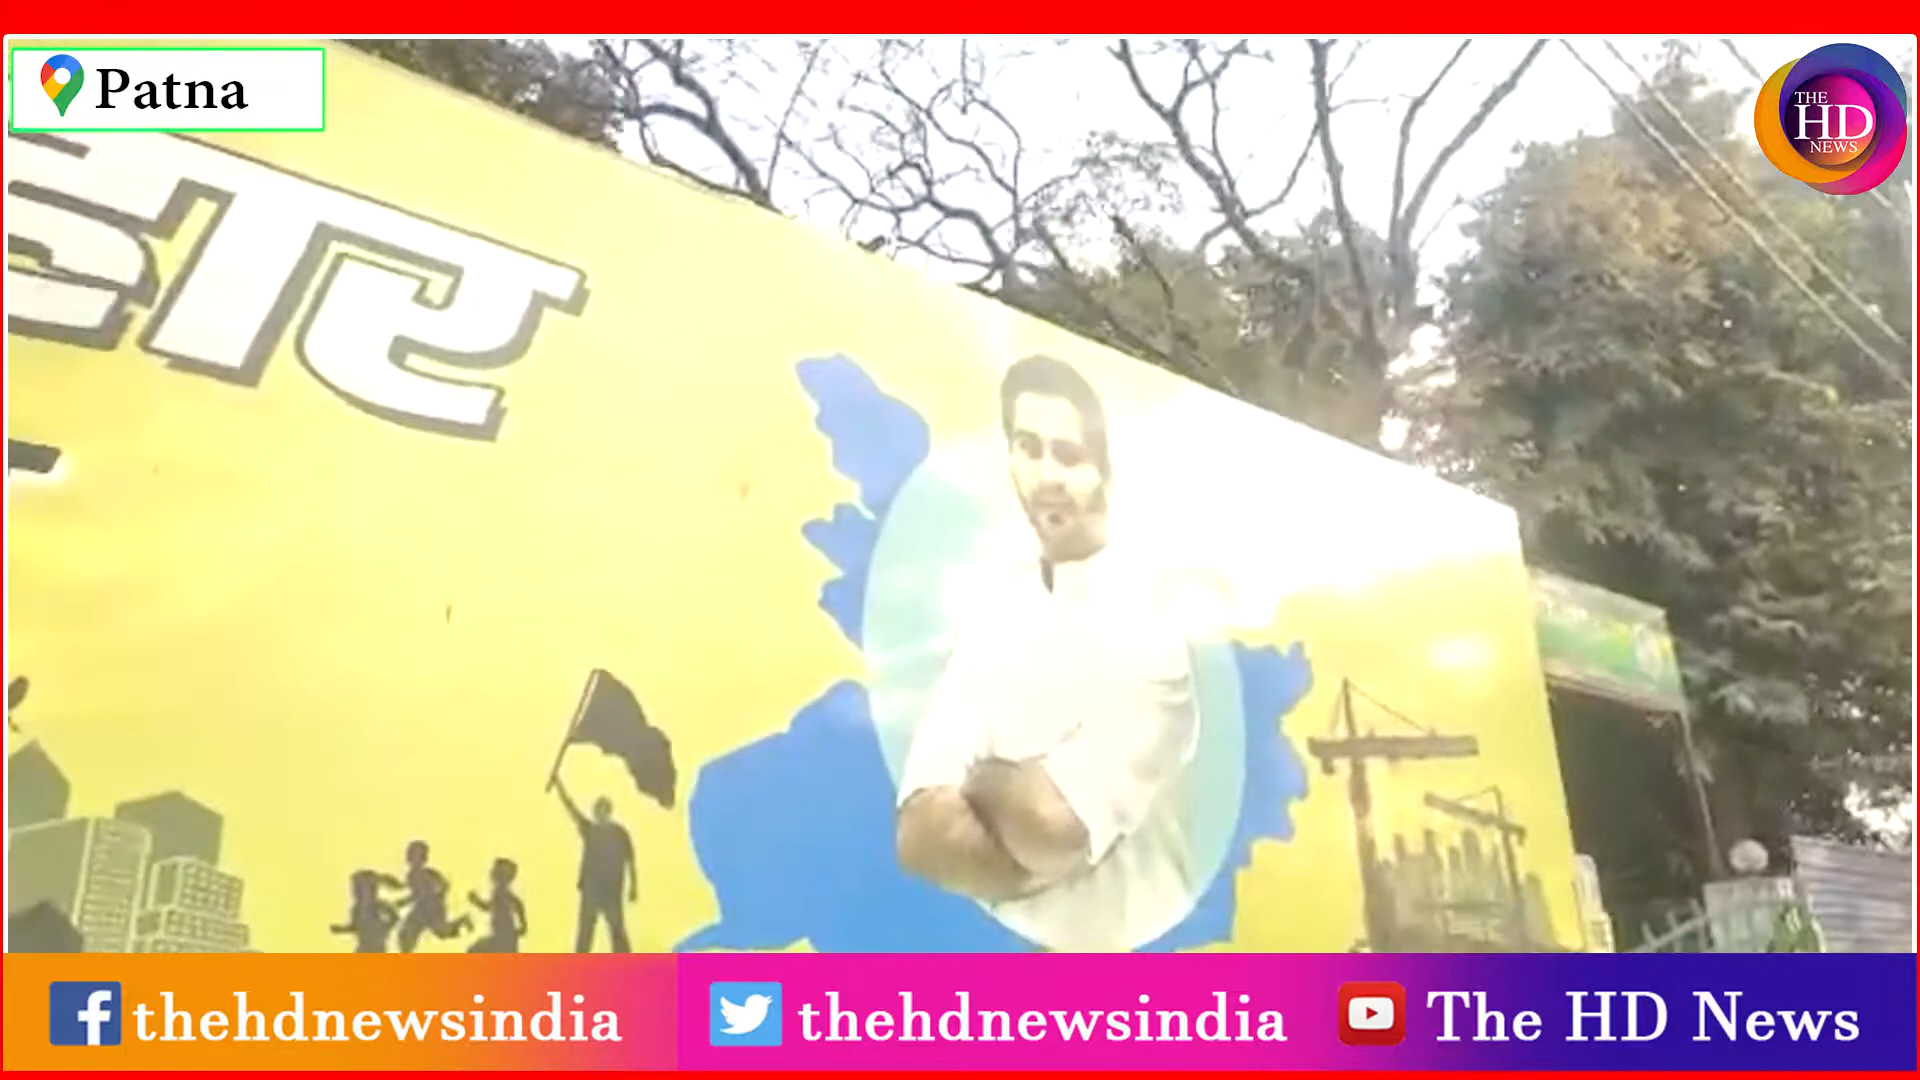 Patna
THE
HD
NEWS
thehdnewsindia
thehdnewsindia
The HD News